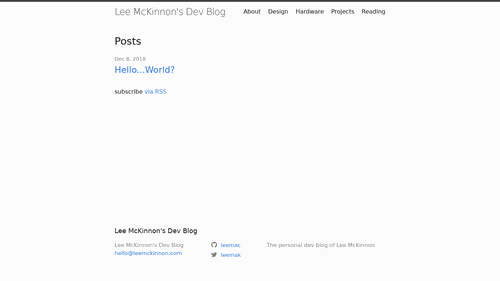 Lee McKinnon's Dev Blog About Design Hardware Projects Reading
Posts
Dec 8, 2018
Hello...World?
subscribe via RSS
Lee McKinnon's Dev Blog
Lee McKinnon's Dev Blog leemac The personal dev blog of Lee McKinnon
hello@leemckinnon.com leemak